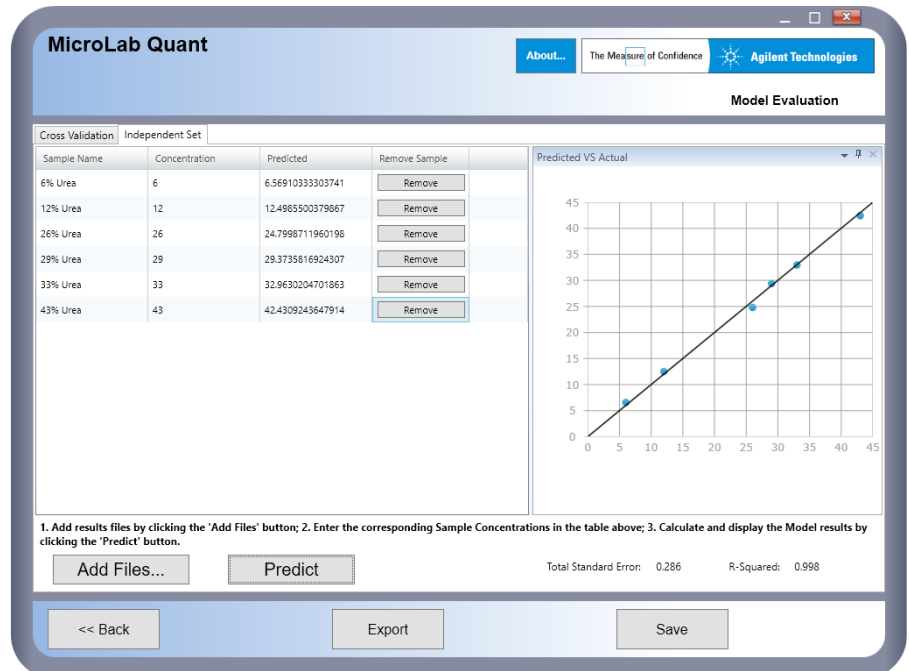 MicroLab Quant
About...
The Measure of Confidence
Agilent Technologies
Model Evaluation
Cross Validation Independent Set
Sample Name Concentration Predicted Remove Sample
6% Urea 6 6.56910333303741 Remove
12% Urea 12 12.4985500379867 Remove
26% Urea 26 24.7998711960198 Remove
29% Urea 29 29.3735816924307 Remove
33% Urea 33 32.9630204701863 Remove
43% Urea 43 42.4309243647914 Remove
Predicted VS Actual
45
40
35
30
25
20
15
10
5
0
0 5 10 15 20 25 30 35 40 45
1. Add results files by clicking the 'Add Files' button; 2. Enter the corresponding Sample Concentrations in the table above; 3. Calculate and display the Model results by
clicking the 'Predict' button.
Add Files... Predict Total Standard Error: 0.286 R-Squared: 0.998
<< Back Export Save